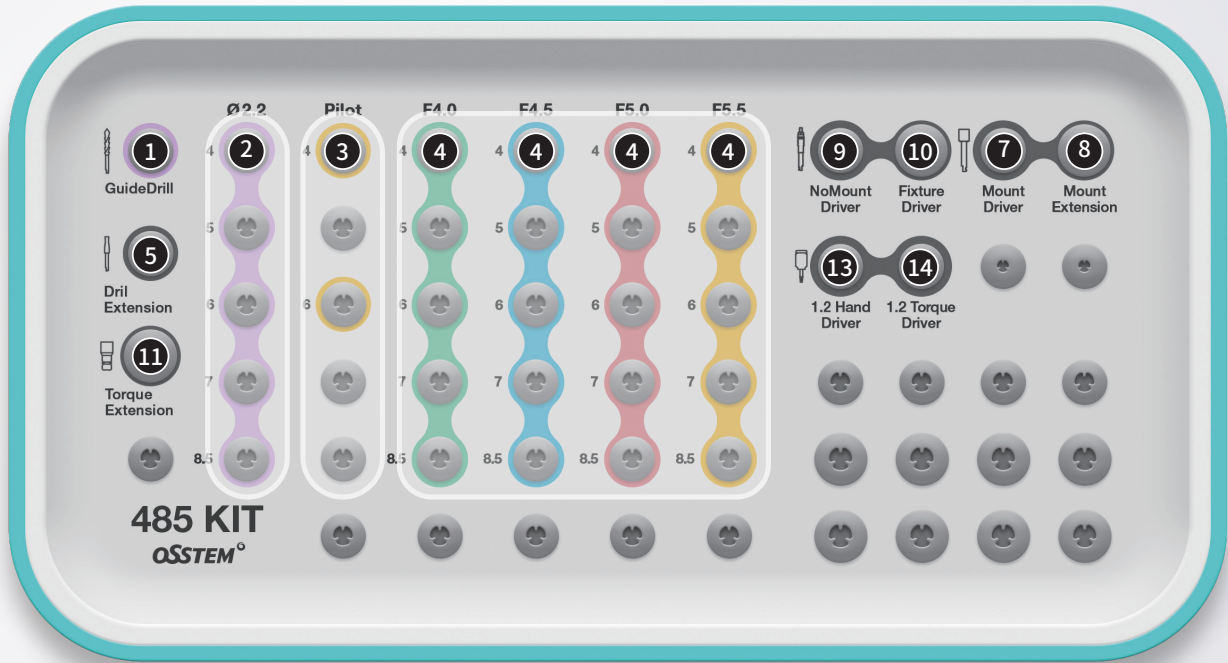 Ø2.2 Pilot F4.0 F4.5 F5.0 F5.5
1 2 3 4 4 4 4 9 10 7 8
4 4 4 4 4 4
GuideDrill
NoMount Driver
Fixture Driver
Mount Driver
Mount Extension
5 5 5 5 5
5
Dril Extension
13 14
1.2 Hand Driver
1.2 Torque Driver
6 6 6 6 6 6
11
Torque Extension
7 7 7 7 7
8.5 8.5 8.5 8.5 8.5
485 KIT
OSSTEM